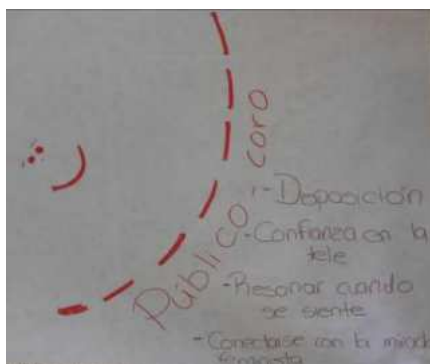 coro
Público
- Disposición
- Confianza en la
tele
- Resonar cuando
se siente
- Conectarse con la mirada